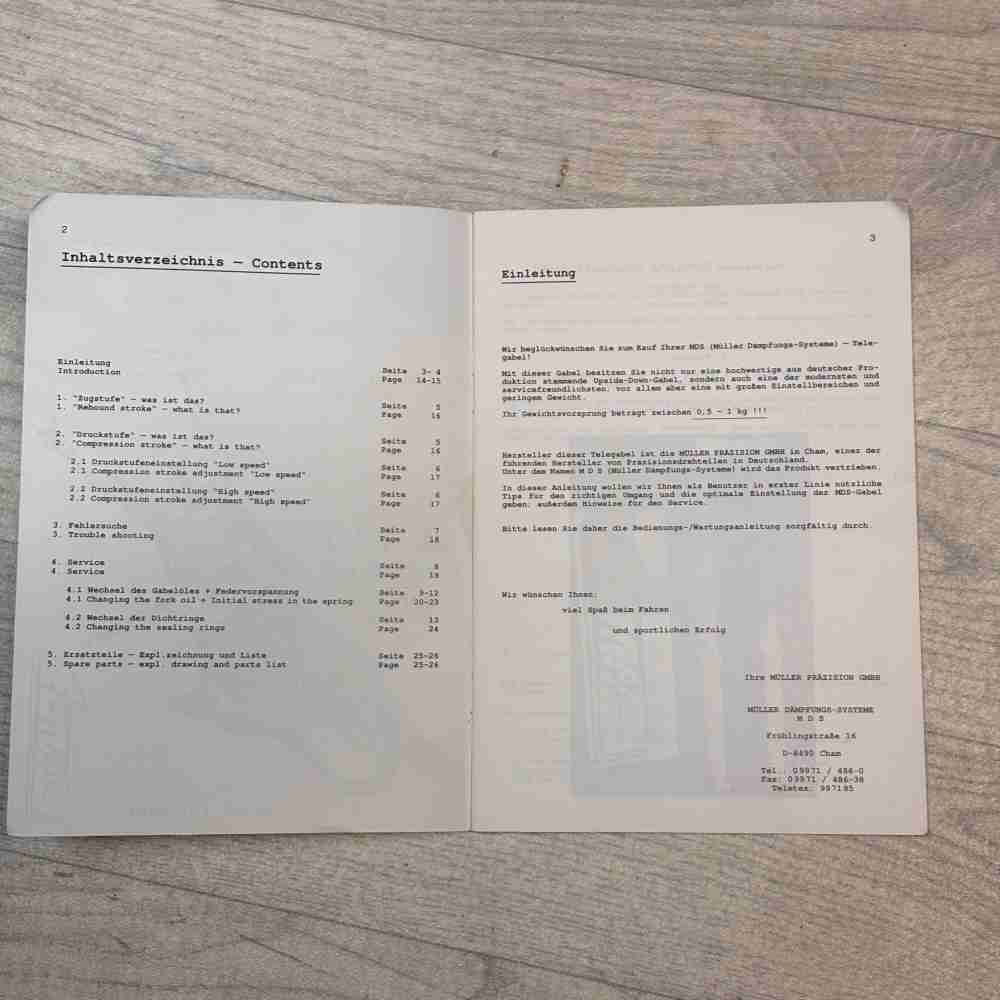 2
Inhaltsverzeichnis — Contents
Einleitung Seite 3- 4
Introduction Page 14-15
1. "Zugstufe" — was ist das? Seite 5
1. "Rebound stroke" — what is that? Page 16
2. "Druckstufe" — was ist das? Seite 5
2. "Compression stroke" — what is that? Page 16
2.1 Druckstufeneinstellung "Low speed" Seite 6
2.1 Compression stroke adjustment "Low speed" Page 17
2.2 Druckstufeneinstellung "High speed" Seite 6
2.2 Compression stroke adjustment "High speed" Page 17
3. Fehlersuche Seite 7
3. Trouble shooting Page 18
4. Service Seite 8
4. Service Page 19
4.1 Wechsel des Gabelöles + Federvorspannung Seite 9-12
4.1 Changing the fork oil + Initial stress in the spring Page 20-23
4.2 Wechsel der Dichtringe Seite 13
4.2 Changing the sealing rings Page 24
5. Ersatzteile — Expl.zeichnung und Liste Seite 25-26
5. Spare parts — expl. drawing and parts list Page 25-26
3
Einleitung
Wir beglückwünschen Sie zum Kauf Ihrer MDS (Müller Dämpfungs-Systeme) — Tele-
gabel!
Mit dieser Gabel besitzen Sie nicht nur eine hochwertige aus deutscher Pro-
duktion stammende Upside-Down-Gabel, sondern auch eine der modernsten und
servicefreundlichsten, vor allem aber eine mit großen Einstellbereichen und
geringem Gewicht.
Ihr Gewichtsvorsprung beträgt zwischen 0,5 — 1 kg !!!
Hersteller dieser Telegabel ist die MÜLLER PRÄZISION GMBH in Cham, einer der
führenden Hersteller von Präzisionsdrehteilen in Deutschland.
Unter dem Namen M D S (Müller Dämpfungs-Systeme) wird das Produkt vertrieben.
In dieser Anleitung wollen wir Ihnen als Benutzer in erster Linie nützliche
Tips für den richtigen Umgang und die optimale Einstellung der MDS-Gabel
geben; außerdem Hinweise für den Service.
Bitte lesen Sie daher die Bedienungs-/Wartungsanleitung sorgfältig durch.
Wir wünschen Ihnen:
viel Spaß beim Fahren
und sportlichen Erfolg
Ihre MÜLLER PRÄZISION GMBH
MÜLLER DÄMPFUNGS-SYSTEME
M D S
Frühlingstraße 16
D-8490 Cham
Tel.: 09971 / 486-0
Fax: 09971 / 486-38
Teletex: 997185